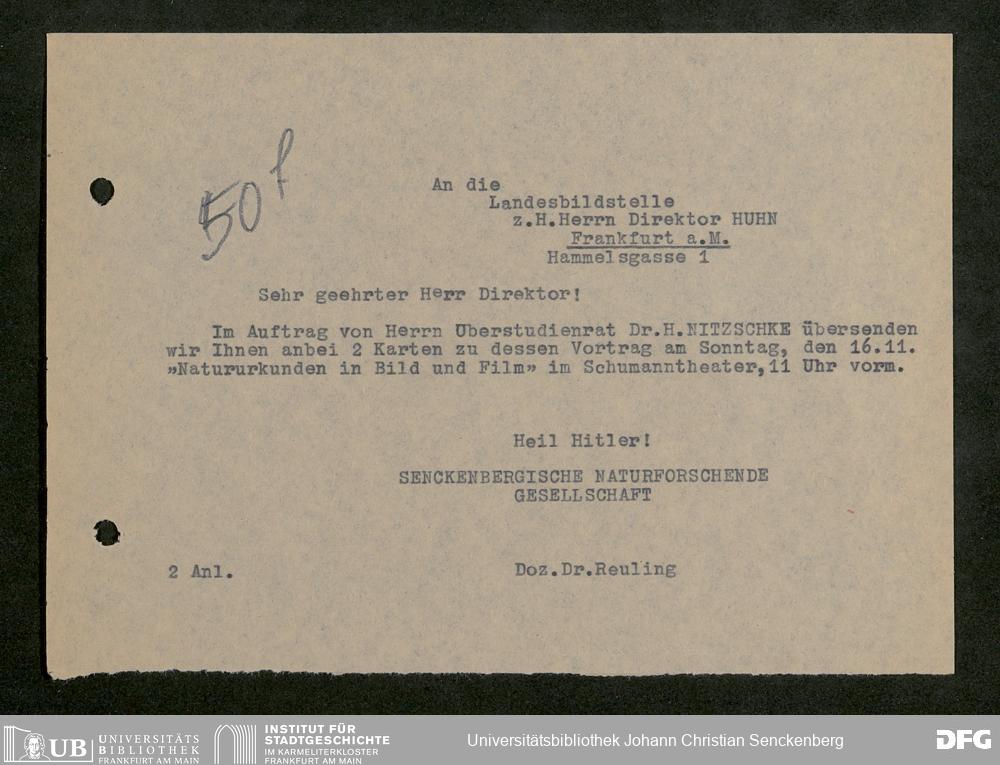 50 f
An die
Landesbildstelle
z.H.Herrn Direktor HUHN
Frankfurt a.M.
Hammelsgasse 1
Sehr geehrter Herr Direktor!
Im Auftrag von Herrn Überstudienrat Dr.H.NITZSCHKE übersenden
wir Ihnen anbei 2 Karten zu dessen Vortrag am Sonntag, den 16.11.
»Natururkunden in Bild und Film» im Schumanntheater,11 Uhr vorm.
Heil Hitler!
SENCKENBERGISCHE NATURFORSCHENDE
GESELLSCHAFT
2 Anl.
Doz.Dr.Reuling
UB UNIVERSITÄTS
BIBLIOTHEK
FRANKFURT AM MAIN
INSTITUT FÜR
STADTGESCHICHTE
IM KARMELITERKLOSTER
FRANKFURT AM MAIN
Universitätsbibliothek Johann Christian Senckenberg
DFG